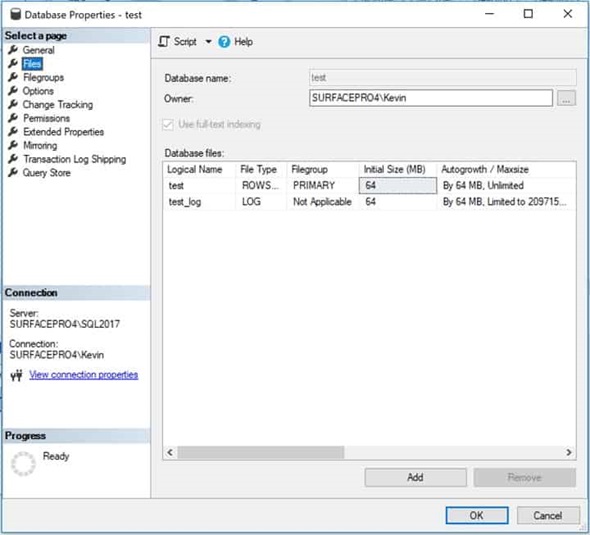 Database Properties - test
Select a page
General
Files
Filegroups
Options
Change Tracking
Permissions
Extended Properties
Mirroring
Transaction Log Shipping
Query Store
Connection
Server:
SURFACEPRO4\SQL2017
Connection:
SURFACEPRO4\Kevin
View connection properties
Progress
Ready
Script Help
Database name: test
Owner: SURFACEPRO4\Kevin ...
Use full-text indexing
Database files:
Logical Name File Type Filegroup Initial Size (MB) Autogrowth / Maxsize
test ROWS... PRIMARY 64 By 64 MB, Unlimited
test_log LOG Not Applicable 64 By 64 MB, Limited to 209715...
Add Remove
OK Cancel